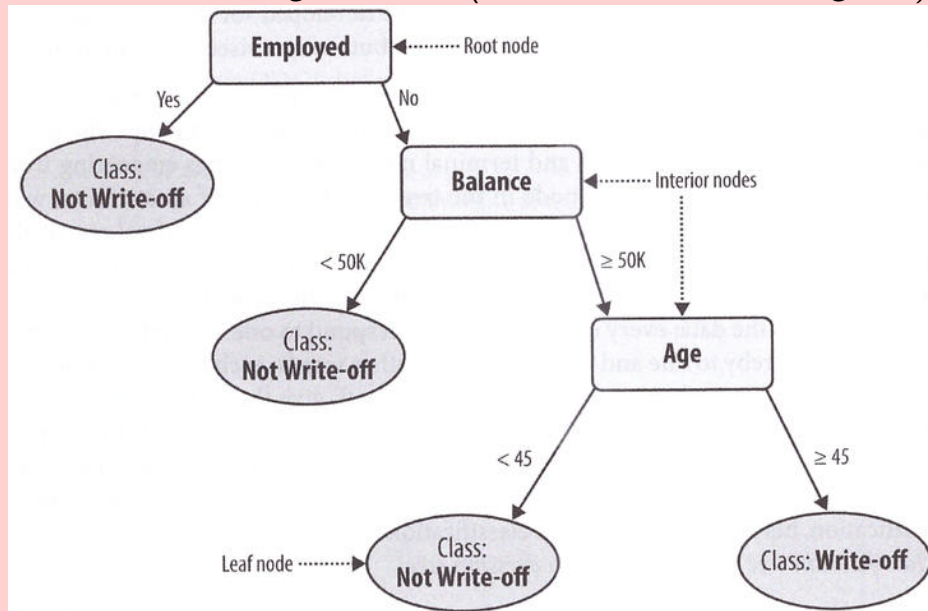 Employed
Root node
Yes
No
Class:
Not Write-off
Balance
Interior nodes
< 50K
≥ 50K
Class:
Not Write-off
Age
< 45
≥ 45
Leaf node
Class:
Not Write-off
Class: Write-off